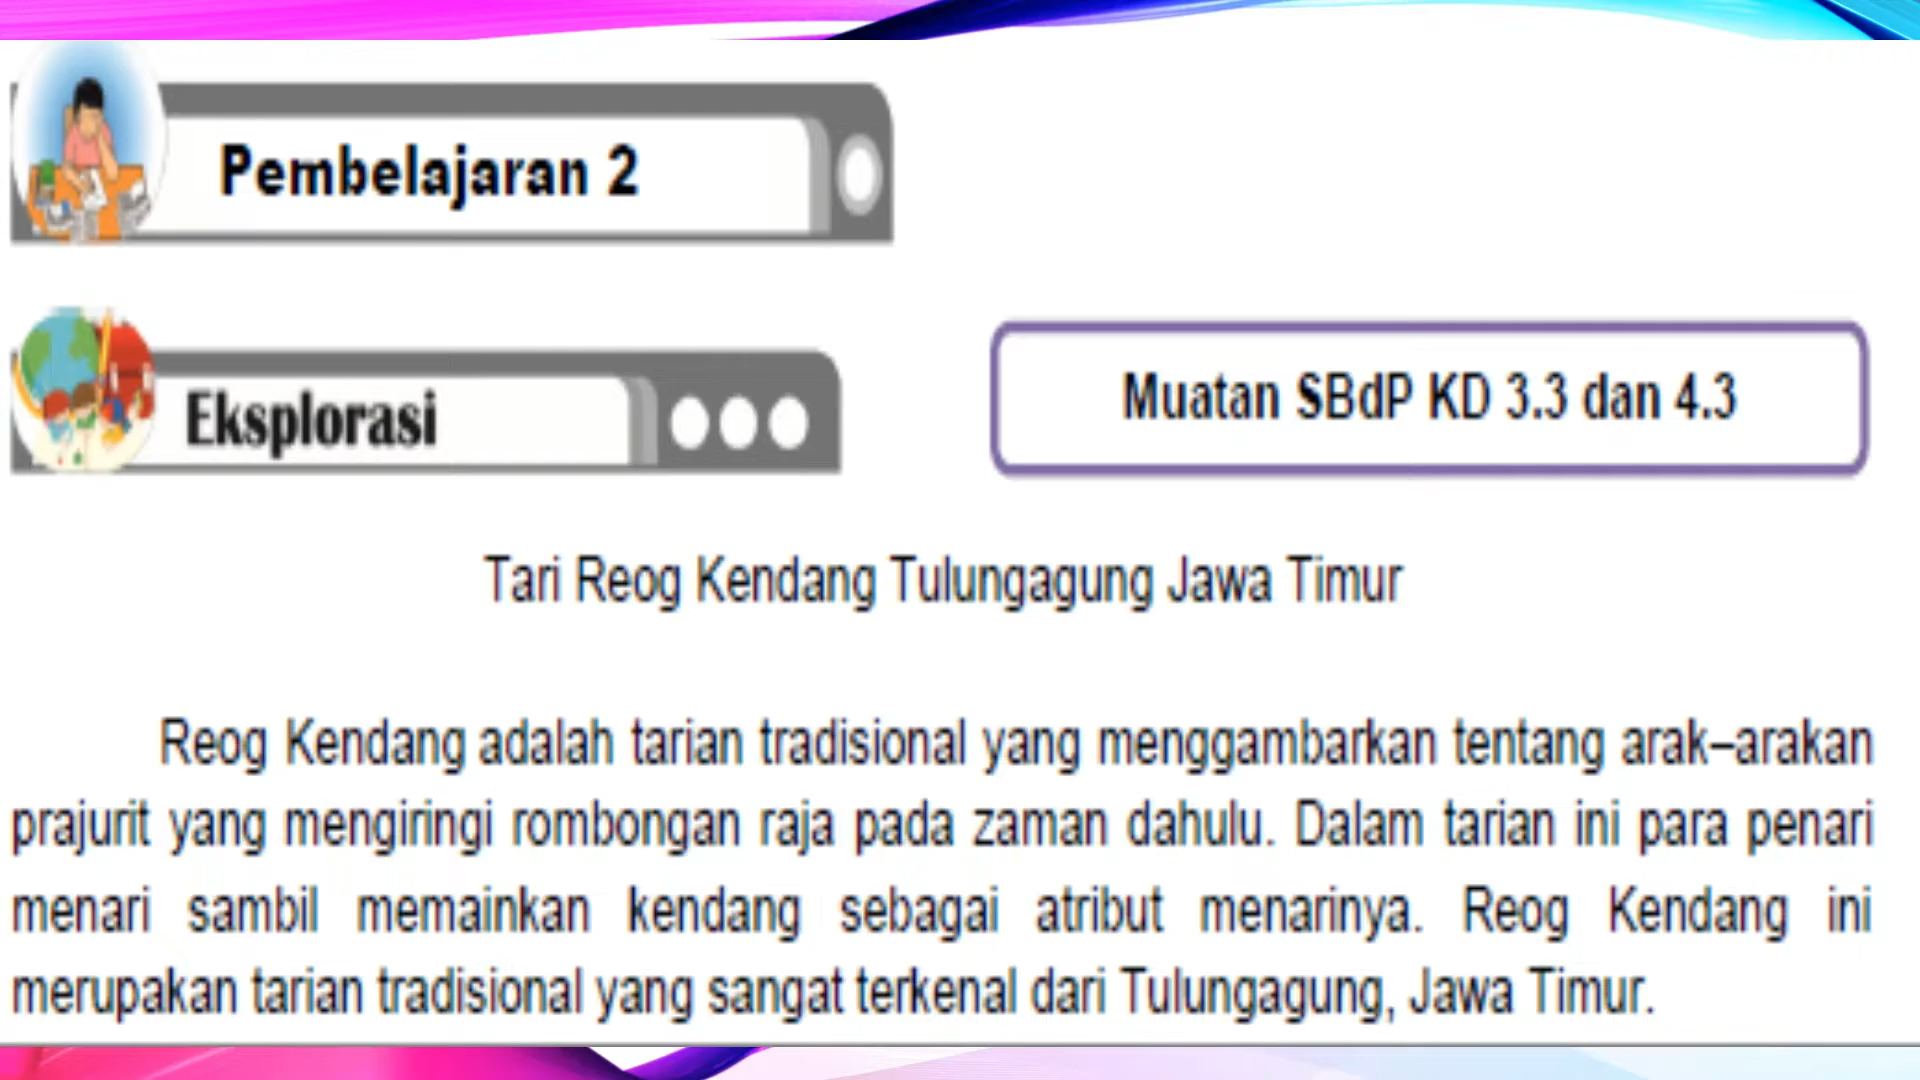 Pembelajaran 2
Eksplorasi
Muatan SBdP KD 3.3 dan 4.3
Tari Reog Kendang Tulungagung Jawa Timur
Reog Kendang adalah tarian tradisional yang menggambarkan tentang arak–arakan
prajurit yang mengiringi rombongan raja pada zaman dahulu. Dalam tarian ini para penari
menari sambil memainkan kendang sebagai atribut menarinya. Reog Kendang ini
merupakan tarian tradisional yang sangat terkenal dari Tulungagung, Jawa Timur.